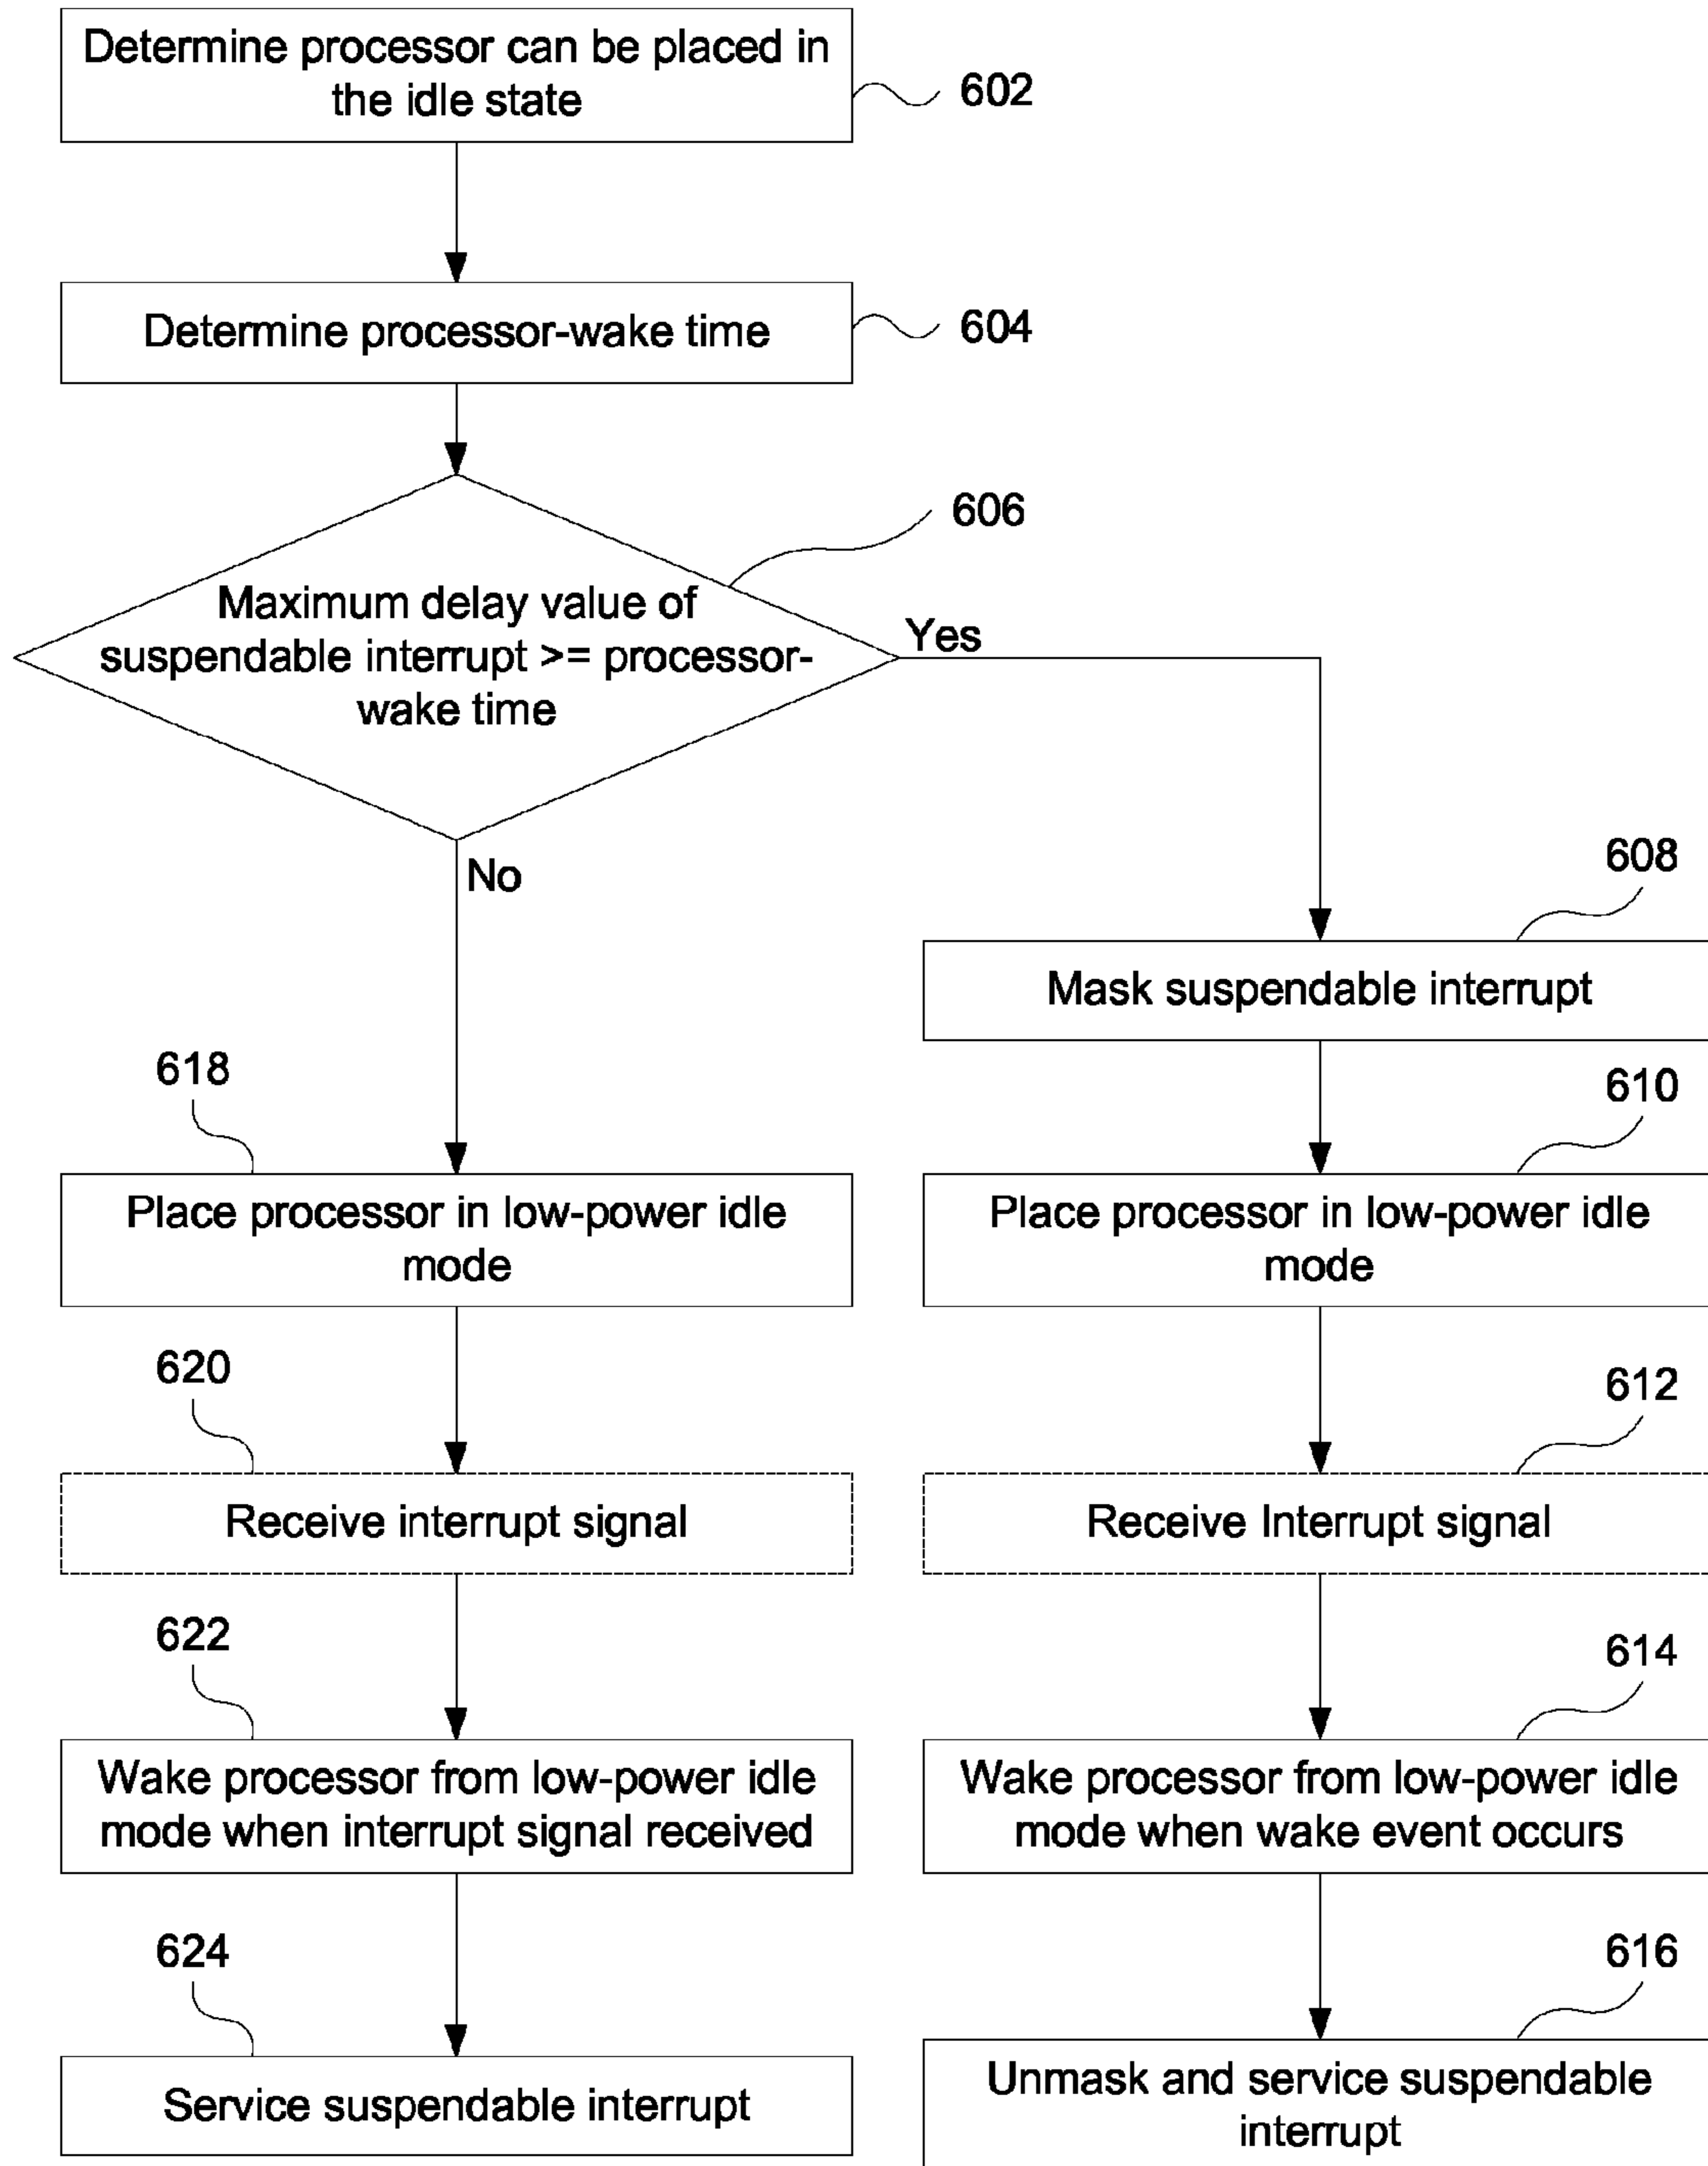 Determine processor can be placed in
the idle state
602
Determine processor-wake time
604
606
Maximum delay value of
suspendable interrupt >= processor-
wake time
Yes
No
608
Mask suspendable interrupt
618
610
Place processor in low-power idle
mode
Place processor in low-power idle
mode
620
612
Receive interrupt signal
Receive Interrupt signal
622
614
Wake processor from low-power idle
mode when interrupt signal received
Wake processor from low-power idle
mode when wake event occurs
624
616
Service suspendable interrupt
Unmask and service suspendable
interrupt